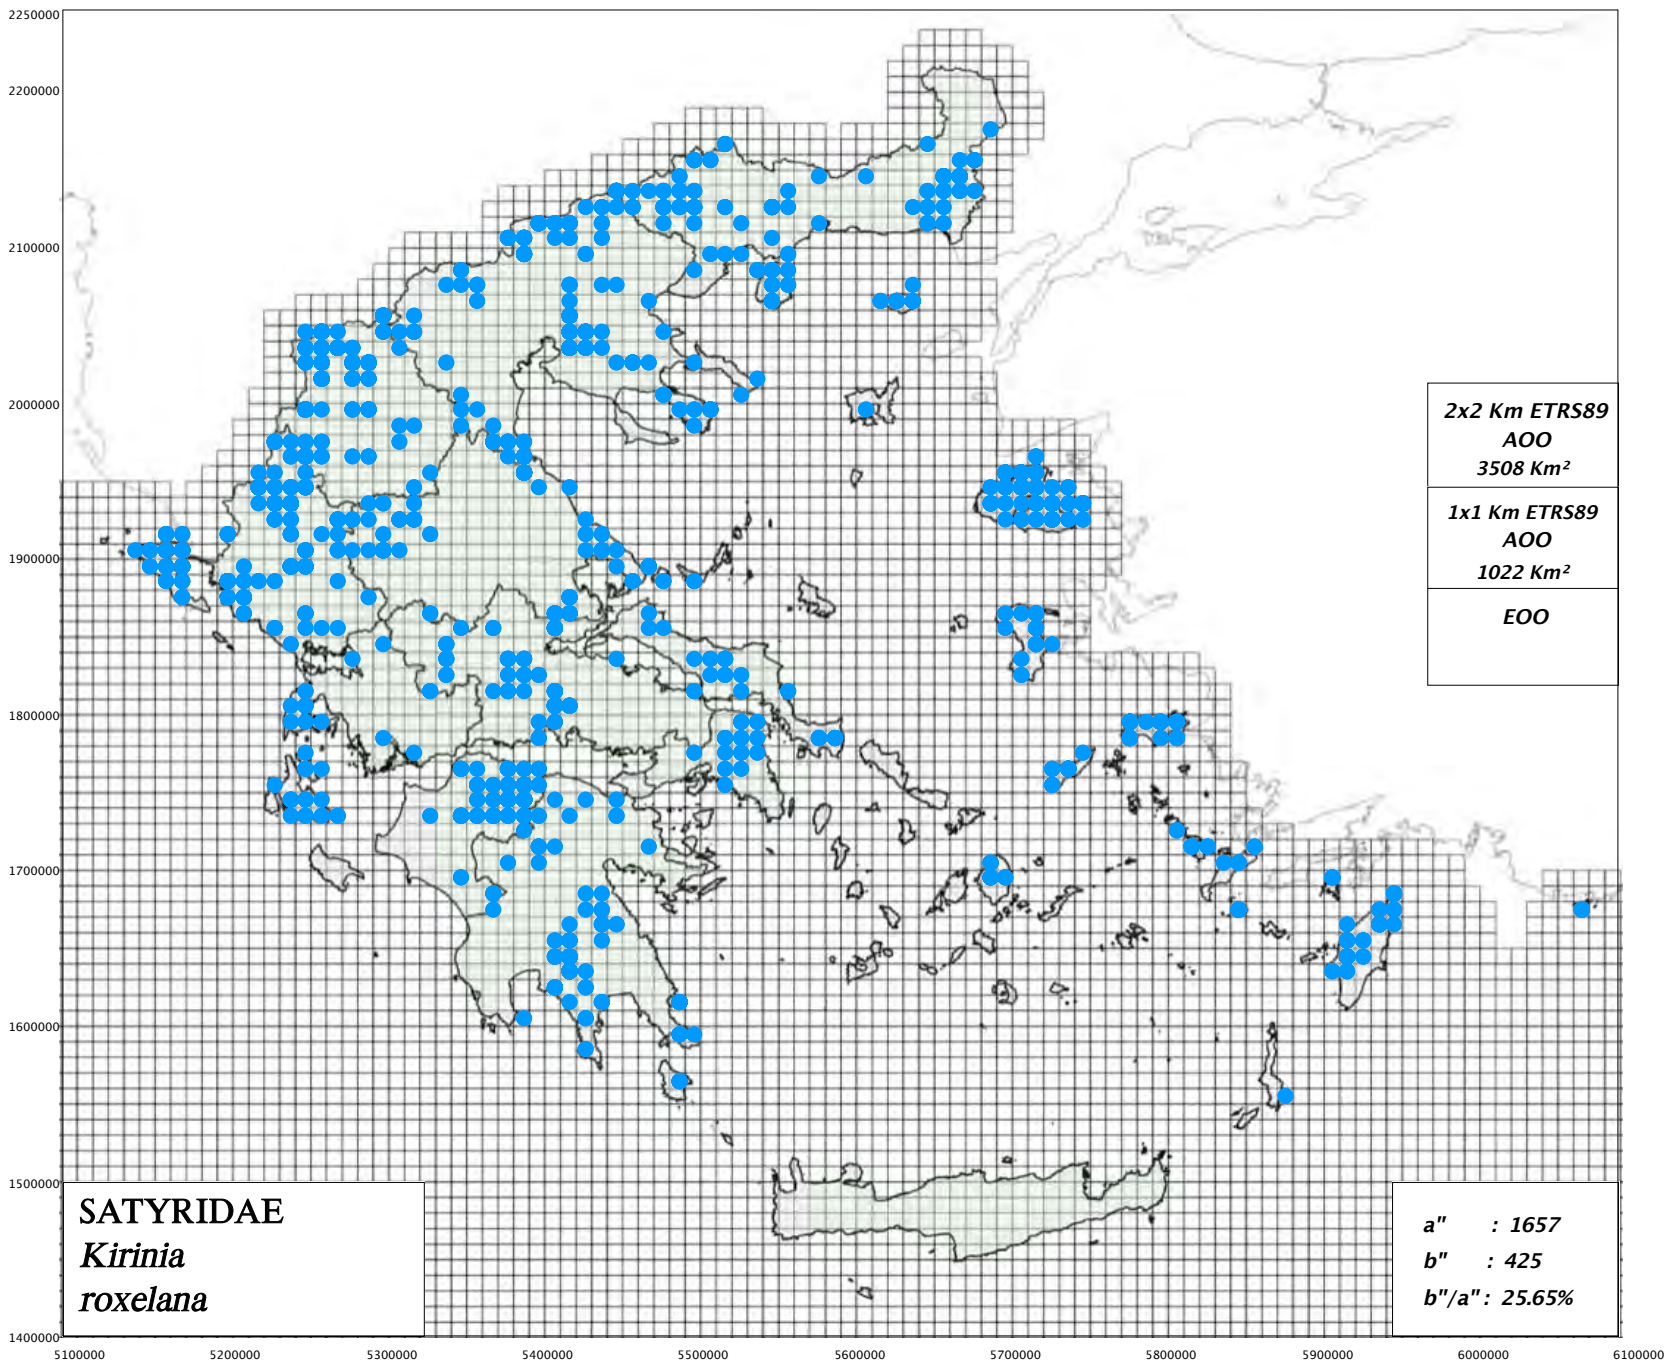 2250000
2200000
2100000
2000000
1900000
1800000
1700000
1600000
1500000
1400000
2x2 Km ETRS89
AOO
3508 Km²
1x1 Km ETRS89
AOO
1022 Km²
EOO
SATYRIDAE
Kirinia
roxelana
a" : 1657
b" : 425
b"/a" : 25.65%
5100000 5200000 5300000 5400000 5500000 5600000 5700000 5800000 5900000 6000000 6100000